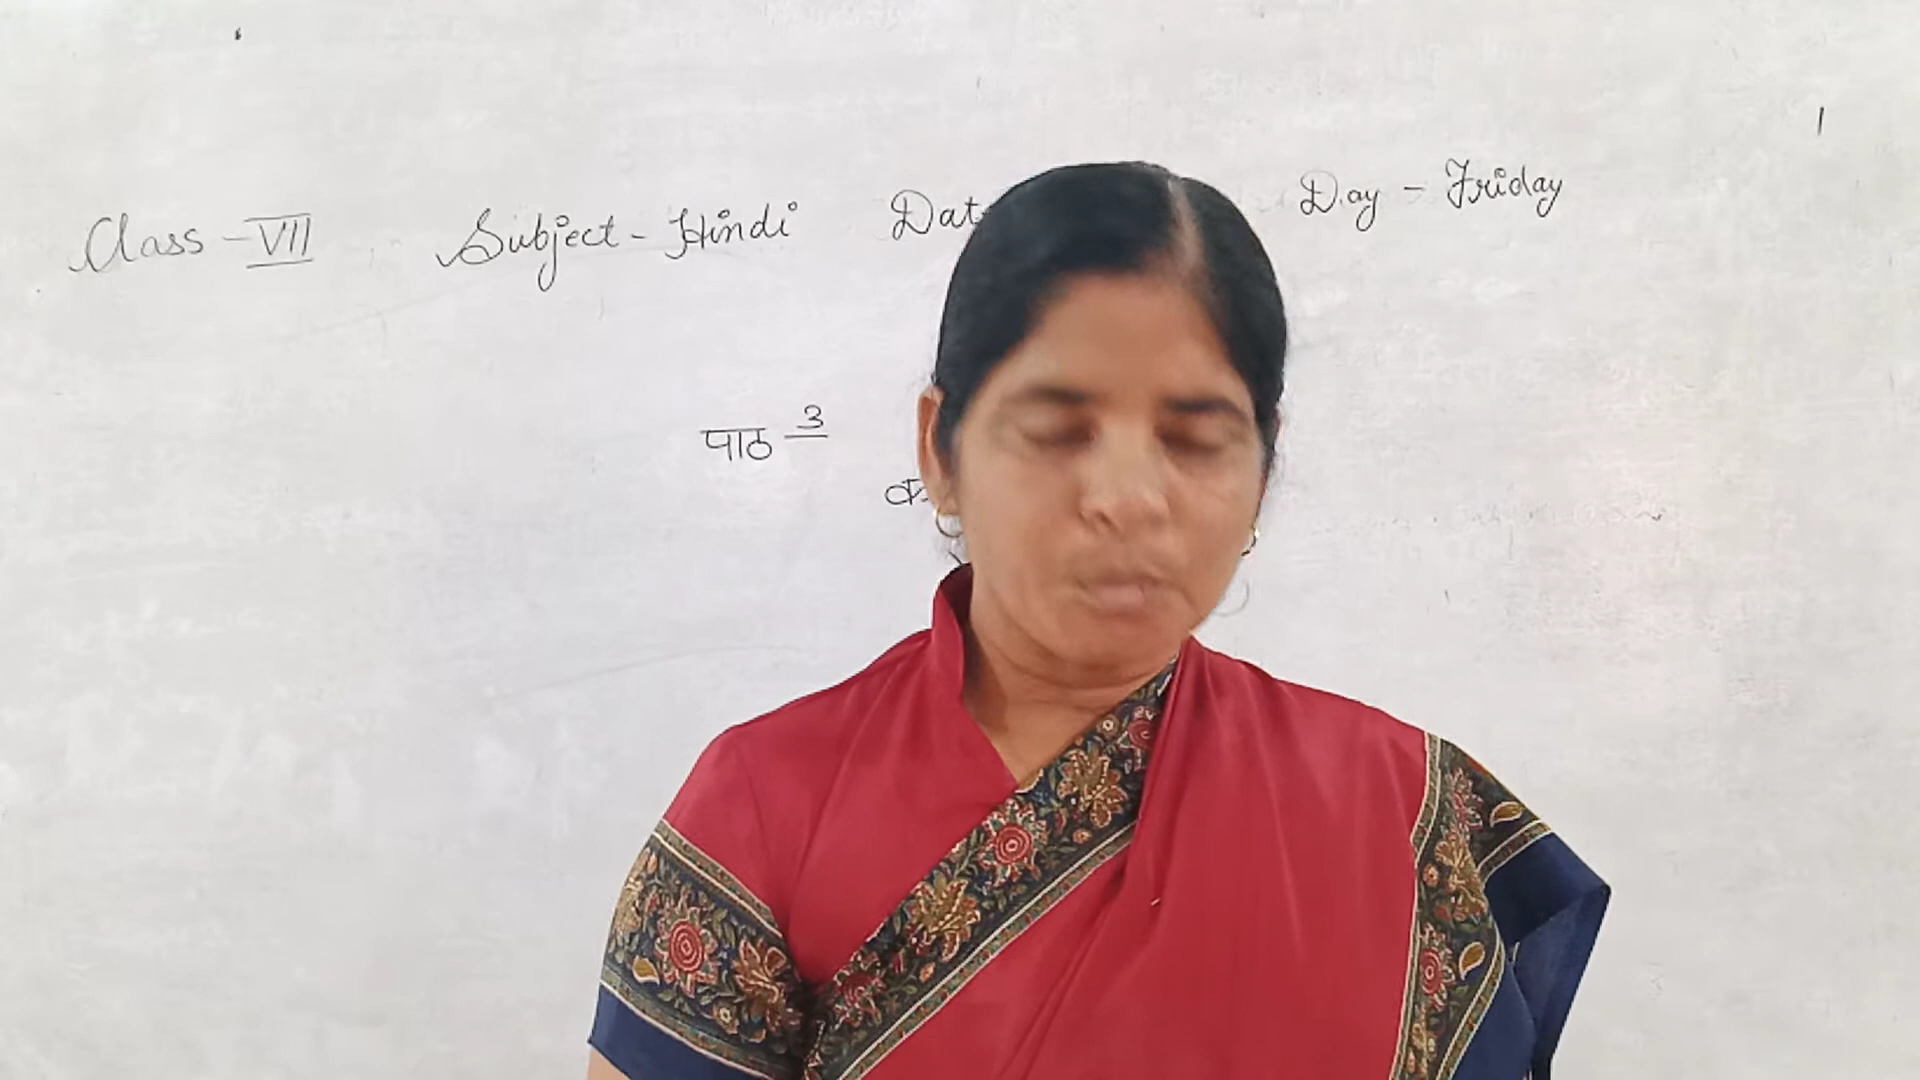 Class - VII Subject - Hindi Dat Day - Friday
पाठ - 3